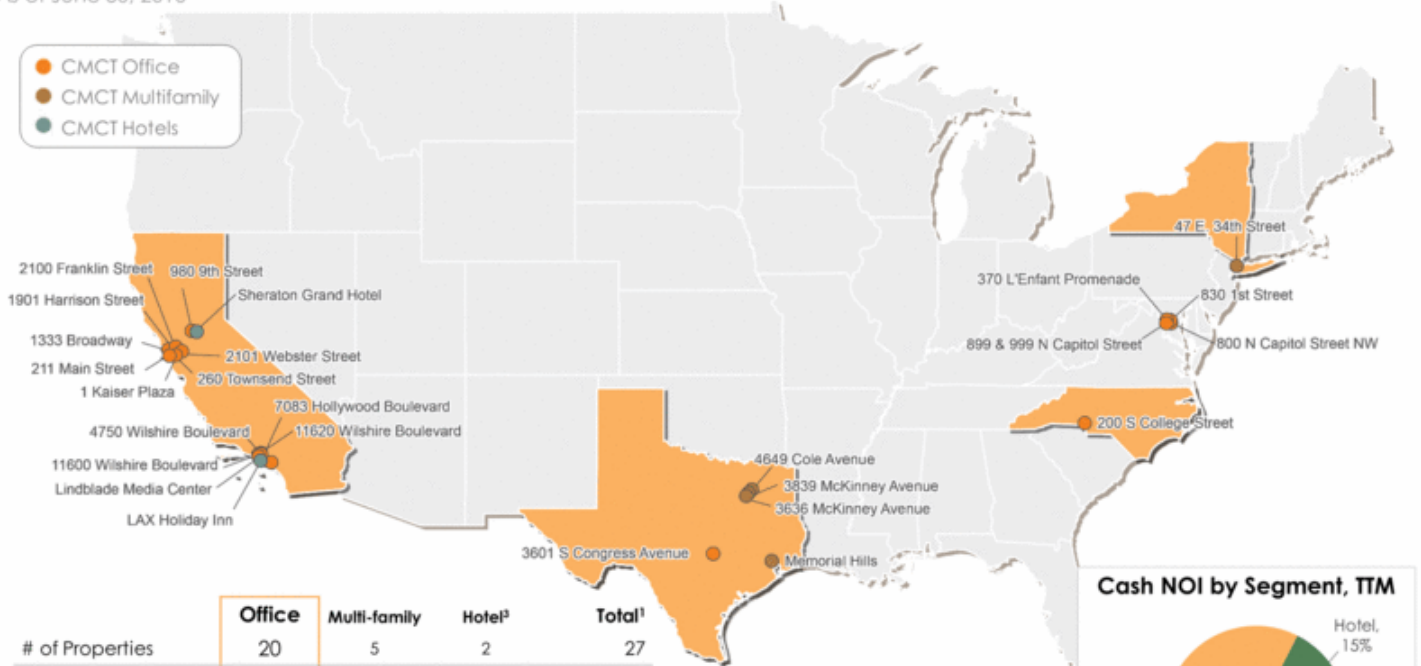 CMCT Office
CMCT Multifamily
CMCT Hotels
2100 Franklin Street
980 9th Street
1901 Harrison Street
Sheraton Grand Hotel
1333 Broadway
2101 Webster Street
211 Main Street
260 Townsend Street
1 Kaiser Plaza
7083 Hollywood Boulevard
4750 Wilshire Boulevard
11620 Wilshire Boulevard
11600 Wilshire Boulevard
Lindblade Media Center
LAX Holiday Inn
4649 Cole Avenue
3839 McKinney Avenue
3636 McKinney Avenue
3601 S Congress Avenue
Memorial Hills
47 E. 34th Street
370 L'Enfant Promenade
830 1st Street
899 & 999 N Capitol Street
800 N Capitol Street NW
200 S College Street
Office Multi-family Hotel³ Total¹
# of Properties 20 5 2 27
Cash NOI by Segment, TTM
Hotel,
15%